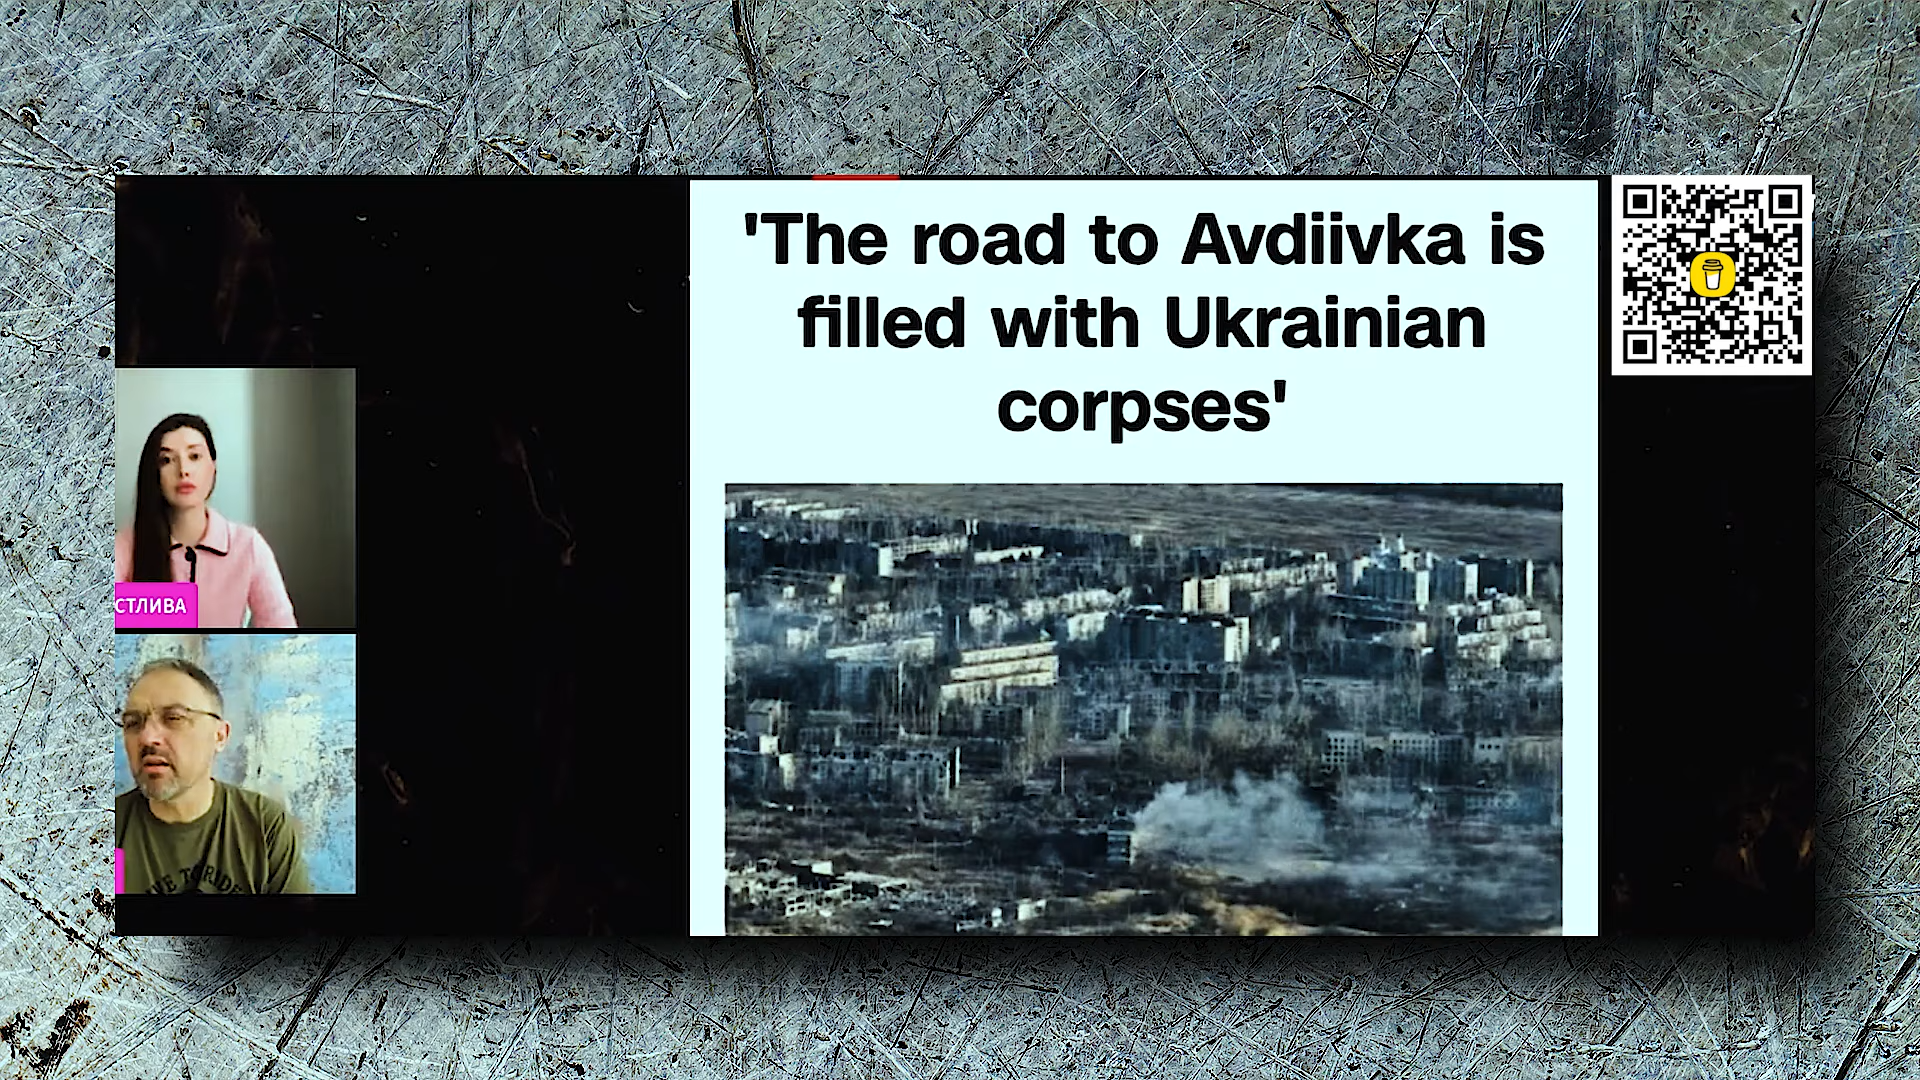 'The road to Avdiivka is
filled with Ukrainian
corpses'
СТЛИВА